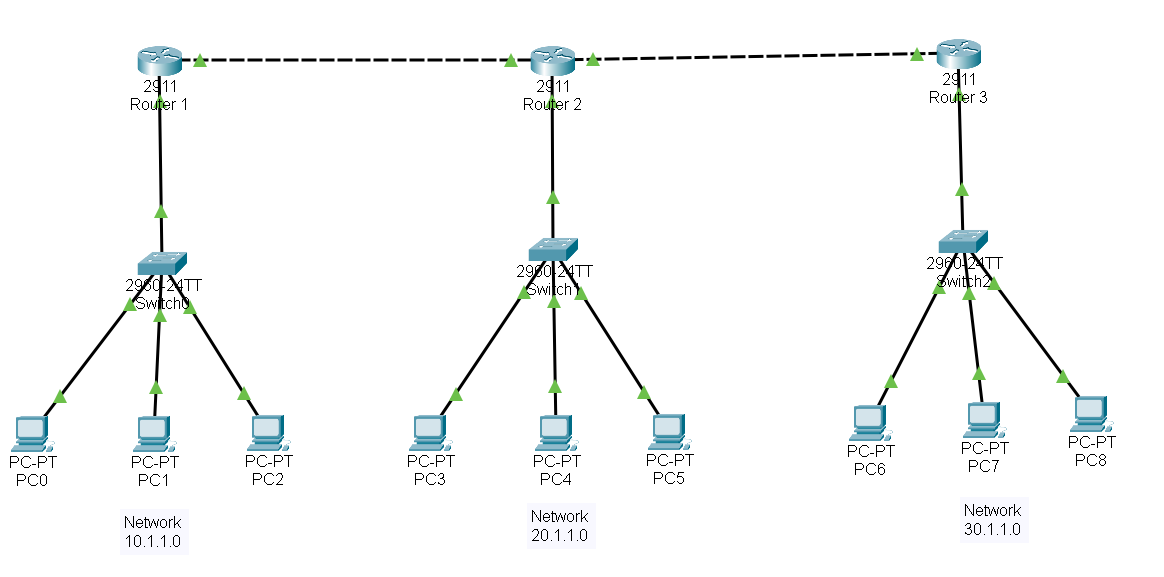 2911
Router 1
2911
Router 2
2911
Router 3
2960-24TT
Switch0
2960-24TT
Switch1
2960-24TT
Switch2
PC-PT
PC0
PC-PT
PC1
PC-PT
PC2
PC-PT
PC3
PC-PT
PC4
PC-PT
PC5
PC-PT
PC6
PC-PT
PC7
PC-PT
PC8
Network
10.1.1.0
Network
20.1.1.0
Network
30.1.1.0